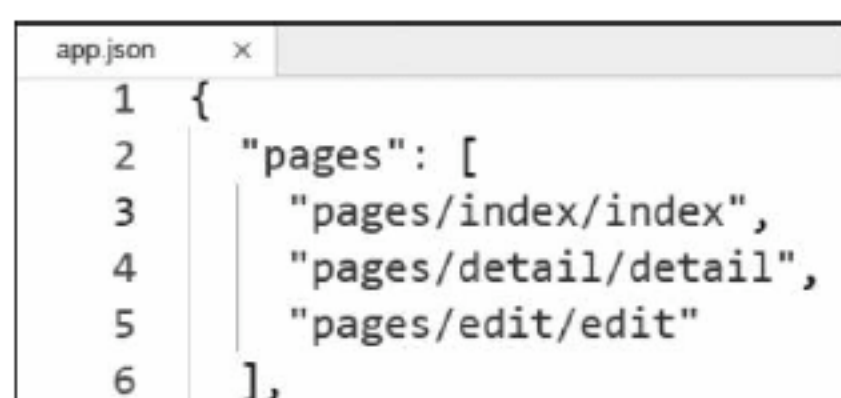 app.json ×
1 {
2 "pages": [
3 "pages/index/index",
4 "pages/detail/detail",
5 "pages/edit/edit"
6 ],